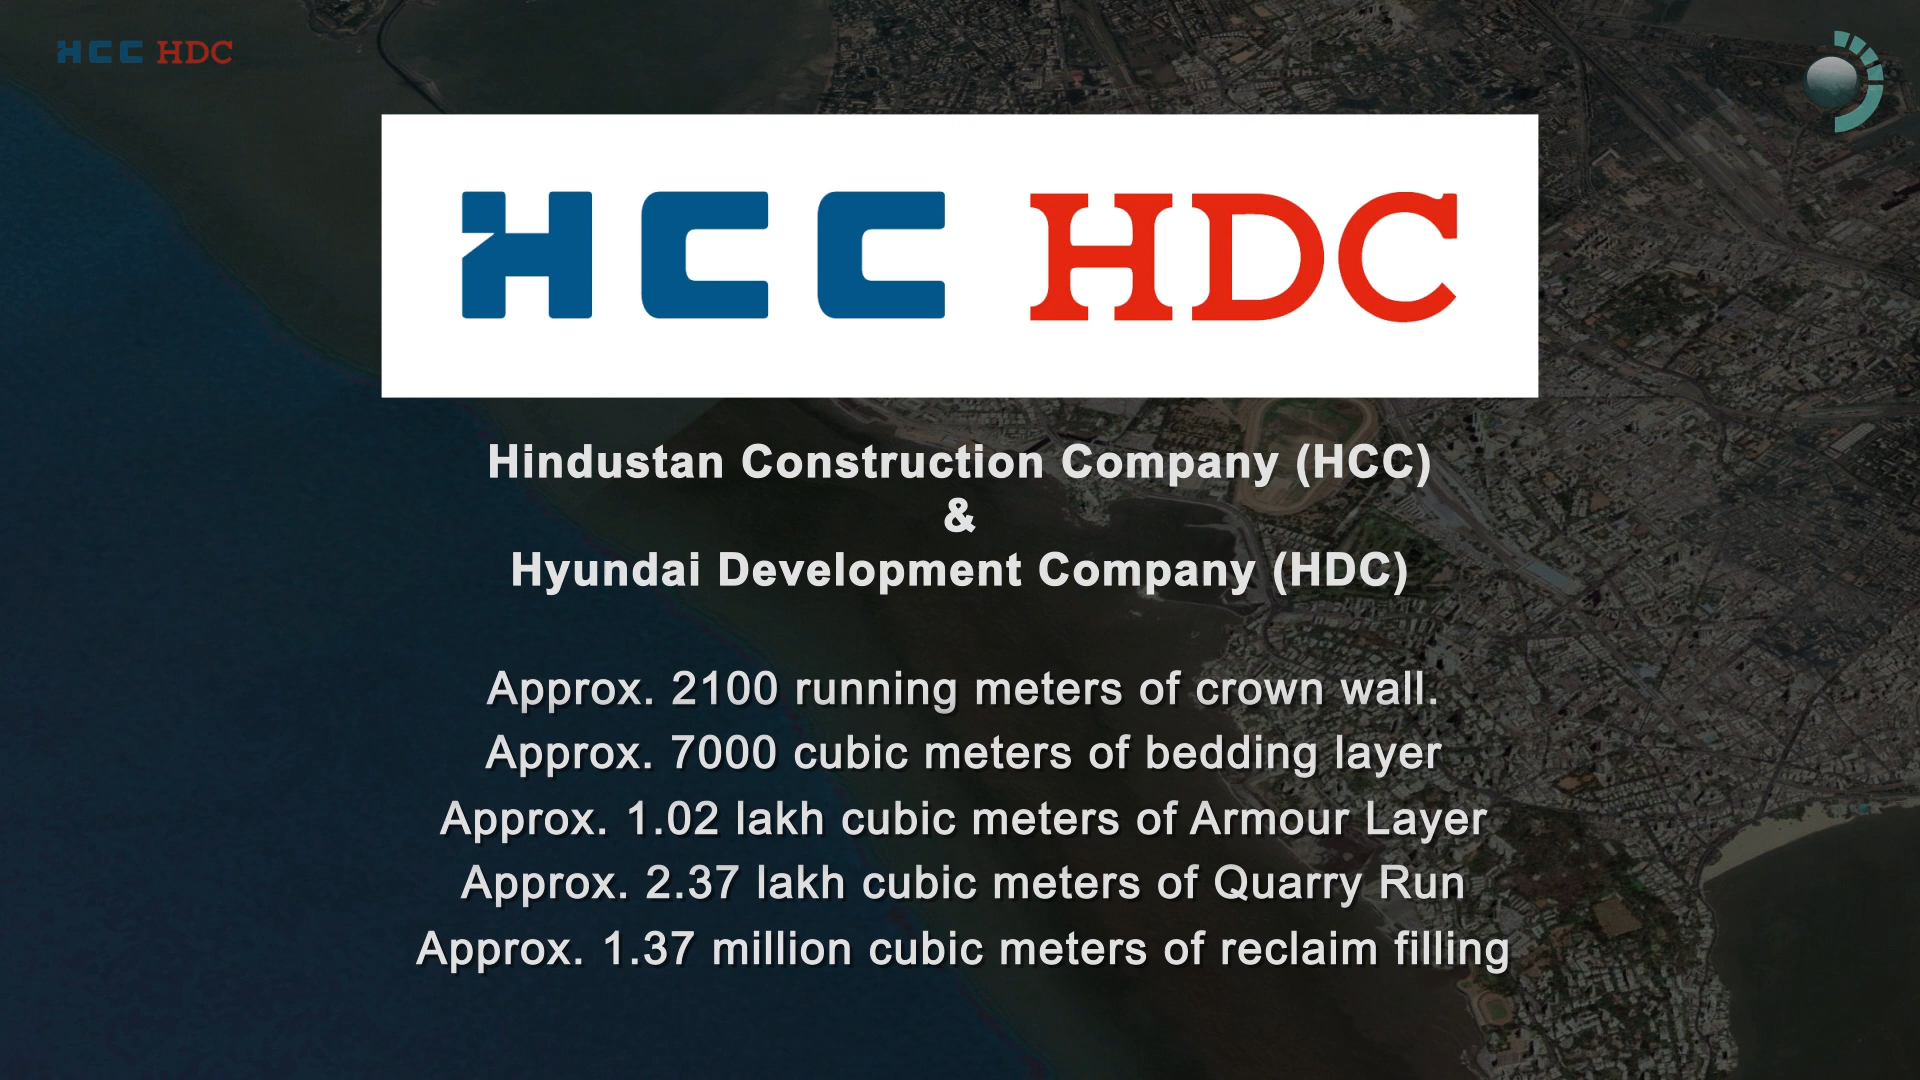 HCC HDC
HCC HDC
Hindustan Construction Company (HCC)
&
Hyundai Development Company (HDC)
Approx. 2100 running meters of crown wall.
Approx. 7000 cubic meters of bedding layer
Approx. 1.02 lakh cubic meters of Armour Layer
Approx. 2.37 lakh cubic meters of Quarry Run
Approx. 1.37 million cubic meters of reclaim filling